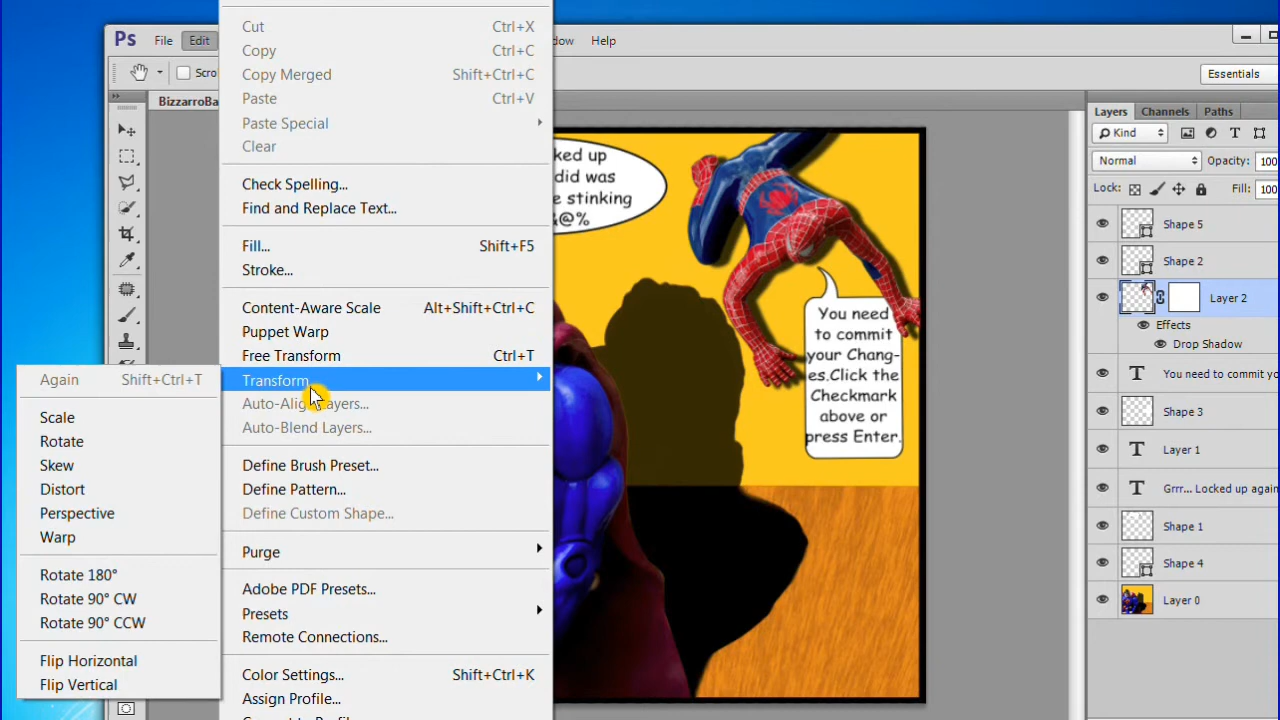 Ps File Edit Help
Scro
Essentials
BizzarroBa
Cut Ctrl+X
Copy Ctrl+C
Copy Merged Shift+Ctrl+C
Paste Ctrl+V
Paste Special
Clear
Check Spelling...
Find and Replace Text...
Fill... Shift+F5
Stroke...
Content-Aware Scale Alt+Shift+Ctrl+C
Puppet Warp
Free Transform Ctrl+T
Transform
Auto-Align Layers...
Auto-Blend Layers...
Define Brush Preset...
Define Pattern...
Define Custom Shape...
Purge
Adobe PDF Presets...
Presets
Remote Connections...
Color Settings... Shift+Ctrl+K
Assign Profile...
Again Shift+Ctrl+T
Scale
Rotate
Skew
Distort
Perspective
Warp
Rotate 180°
Rotate 90° CW
Rotate 90° CCW
Flip Horizontal
Flip Vertical
ked up
did was
e stinking
&@%
You need
to commit
your Chang-
es.Click the
Checkmark
above or
press Enter.
Layers Channels Paths
Kind
Normal Opacity: 100
Lock: Fill: 100
Shape 5
Shape 2
Layer 2
Effects
Drop Shadow
You need to commit yo
Shape 3
Layer 1
Grrr... Locked up again
Shape 1
Shape 4
Layer 0